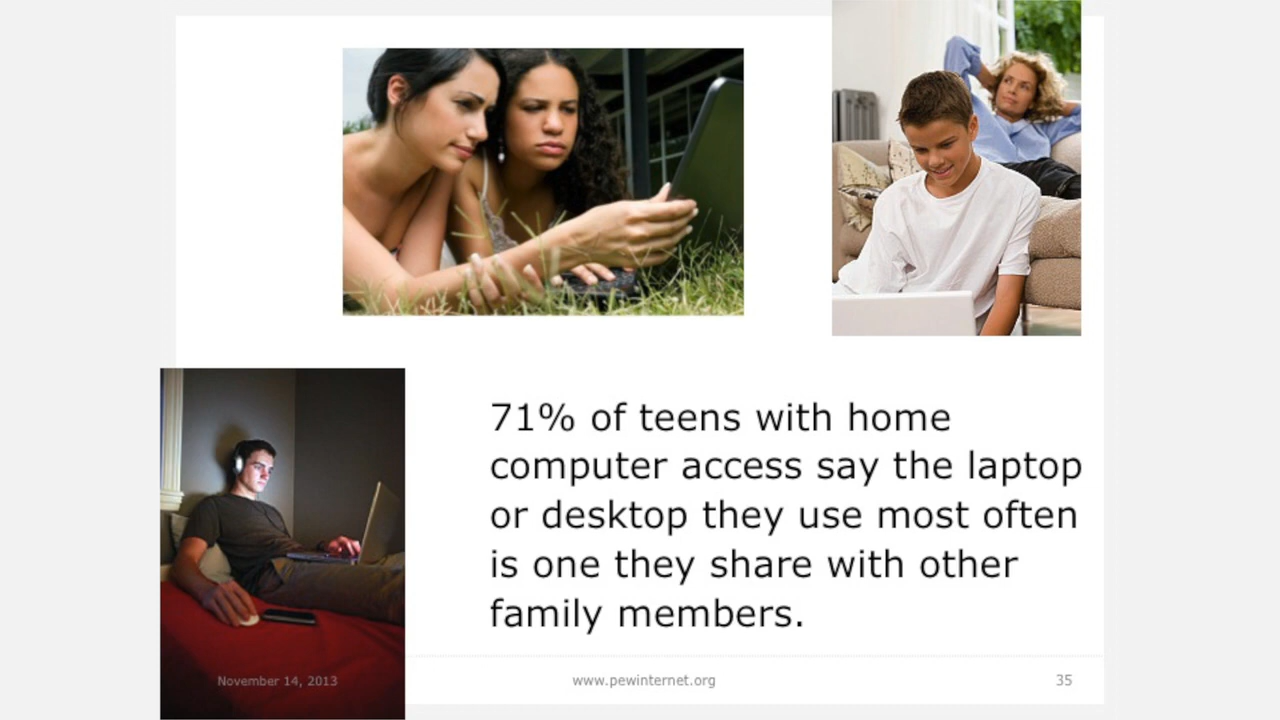 71% of teens with home
computer access say the laptop
or desktop they use most often
is one they share with other
family members.
November 14, 2013
www.pewinternet.org
35